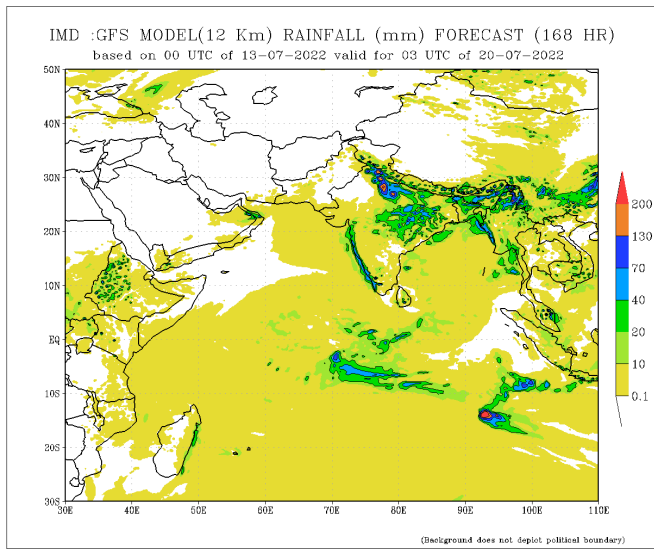 IMD :GFS MODEL(12 Km) RAINFALL (mm) FORECAST (168 HR)
based on 00 UTC of 13-07-2022 valid for 03 UTC of 20-07-2022
50N
40N
30N
20N
10N
EQ
10S
20S
30S
30E
40E
50E
60E
70E
80E
90E
100E
110E
200
130
70
40
20
10
0.1
(Background does not depict political boundary)